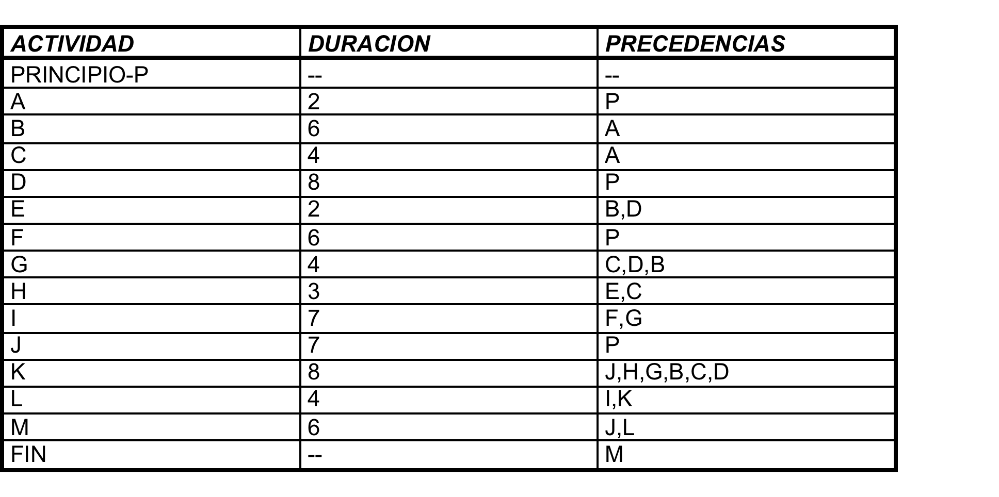 ACTIVIDAD DURACION PRECEDENCIAS
PRINCIPIO-P -- --
A 2 P
B 6 A
C 4 A
D 8 P
E 2 B,D
F 6 P
G 4 C,D,B
H 3 E,C
I 7 F,G
J 7 P
K 8 J,H,G,B,C,D
L 4 I,K
M 6 J,L
FIN -- M